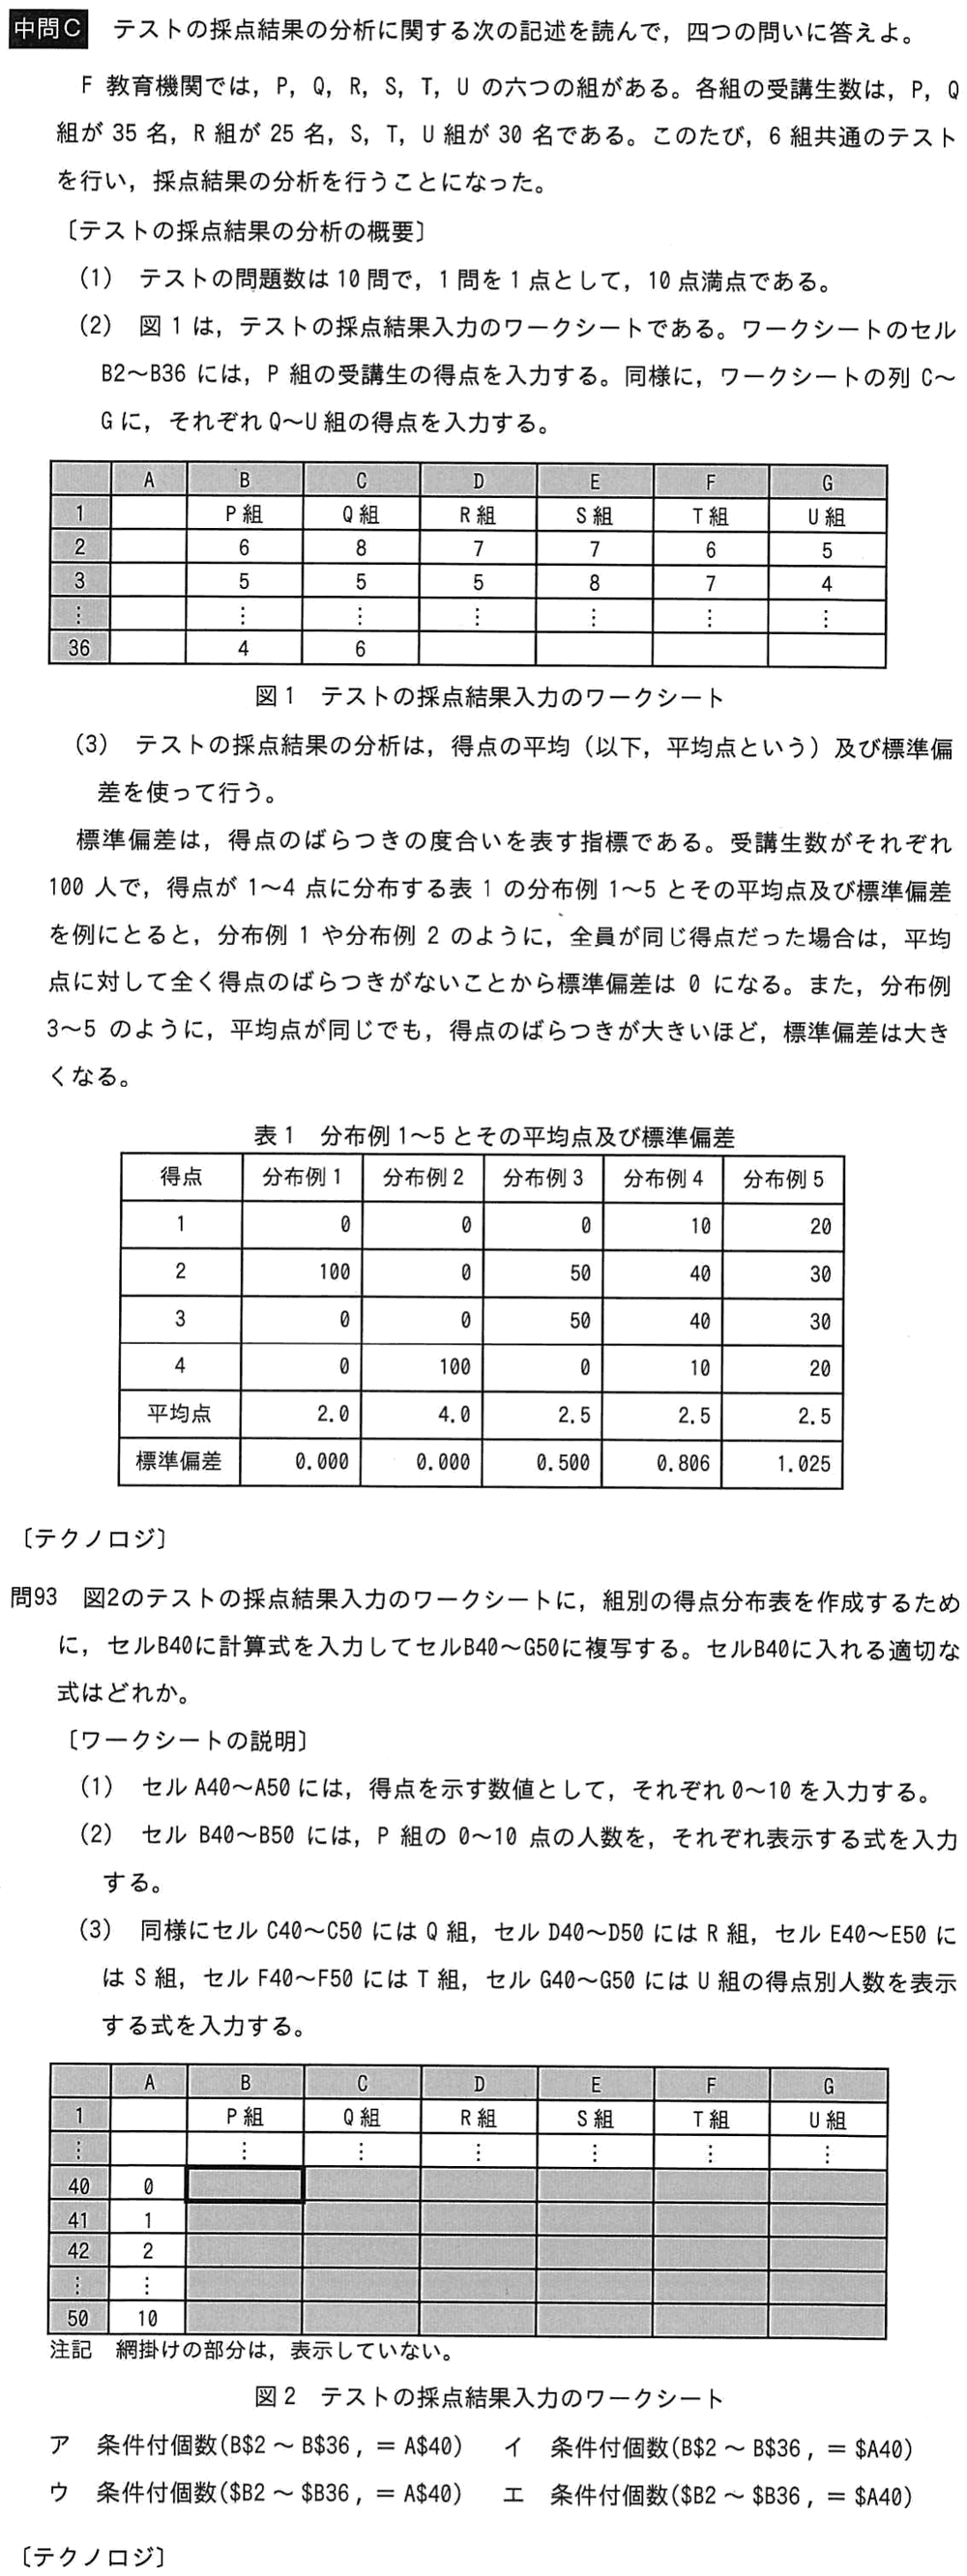 中問C テストの採点結果の分析に関する次の記述を読んで，四つの問いに答えよ。
F 教育機関では，P，Q，R，S，T，U の六つの組がある。各組の受講生数は，P，Q
組が 35 名，R 組が 25 名，S，T，U 組が 30 名である。このたび，6 組共通のテスト
を行い，採点結果の分析を行うことになった。
〔テストの採点結果の分析の概要〕
(1) テストの問題数は 10 問で，1 問を 1 点として，10 点満点である。
(2) 図 1 は，テストの採点結果入力のワークシートである。ワークシートのセル
B2～B36 には，P 組の受講生の得点を入力する。同様に，ワークシートの列 C～
G に，それぞれ Q～U 組の得点を入力する。
A B C D E F G
1 P 組 Q 組 R 組 S 組 T 組 U 組
2 6 8 7 7 6 5
3 5 5 5 8 7 4
⋮ ⋮ ⋮ ⋮ ⋮ ⋮ ⋮
36 4 6
図 1 テストの採点結果入力のワークシート
(3) テストの採点結果の分析は，得点の平均（以下，平均点という）及び標準偏
差を使って行う。
標準偏差は，得点のばらつきの度合いを表す指標である。受講生数がそれぞれ
100 人で，得点が 1～4 点に分布する表 1 の分布例 1～5 とその平均点及び標準偏差
を例にとると，分布例 1 や分布例 2 のように，全員が同じ得点だった場合は，平均
点に対して全く得点のばらつきがないことから標準偏差は 0 になる。また，分布例
3～5 のように，平均点が同じでも，得点のばらつきが大きいほど，標準偏差は大き
くなる。
表 1 分布例 1～5 とその平均点及び標準偏差
得点 分布例 1 分布例 2 分布例 3 分布例 4 分布例 5
1 0 0 0 10 20
2 100 0 50 40 30
3 0 0 50 40 30
4 0 100 0 10 20
平均点 2.0 4.0 2.5 2.5 2.5
標準偏差 0.000 0.000 0.500 0.806 1.025
〔テクノロジ〕
問93 図2のテストの採点結果入力のワークシートに，組別の得点分布表を作成するため
に，セルB40に計算式を入力してセルB40～G50に複写する。セルB40に入れる適切な
式はどれか。
〔ワークシートの説明〕
(1) セル A40～A50 には，得点を示す数値として，それぞれ 0～10 を入力する。
(2) セル B40～B50 には，P 組の 0～10 点の人数を，それぞれ表示する式を入力
する。
(3) 同様にセル C40～C50 には Q 組，セル D40～D50 には R 組，セル E40～E50 に
は S 組，セル F40～F50 には T 組，セル G40～G50 には U 組の得点別人数を表示
する式を入力する。
A B C D E F G
1 P 組 Q 組 R 組 S 組 T 組 U 組
⋮ ⋮ ⋮ ⋮ ⋮ ⋮ ⋮
40 0
41 1
42 2
⋮ ⋮
50 10
注記 網掛けの部分は，表示していない。
図 2 テストの採点結果入力のワークシート
ア 条件付個数(B$2 ～ B$36 , ＝ A$40) イ 条件付個数(B$2 ～ B$36 , ＝ $A40)
ウ 条件付個数($B2 ～ $B36 , ＝ A$40) エ 条件付個数($B2 ～ $B36 , ＝ $A40)
〔テクノロジ〕